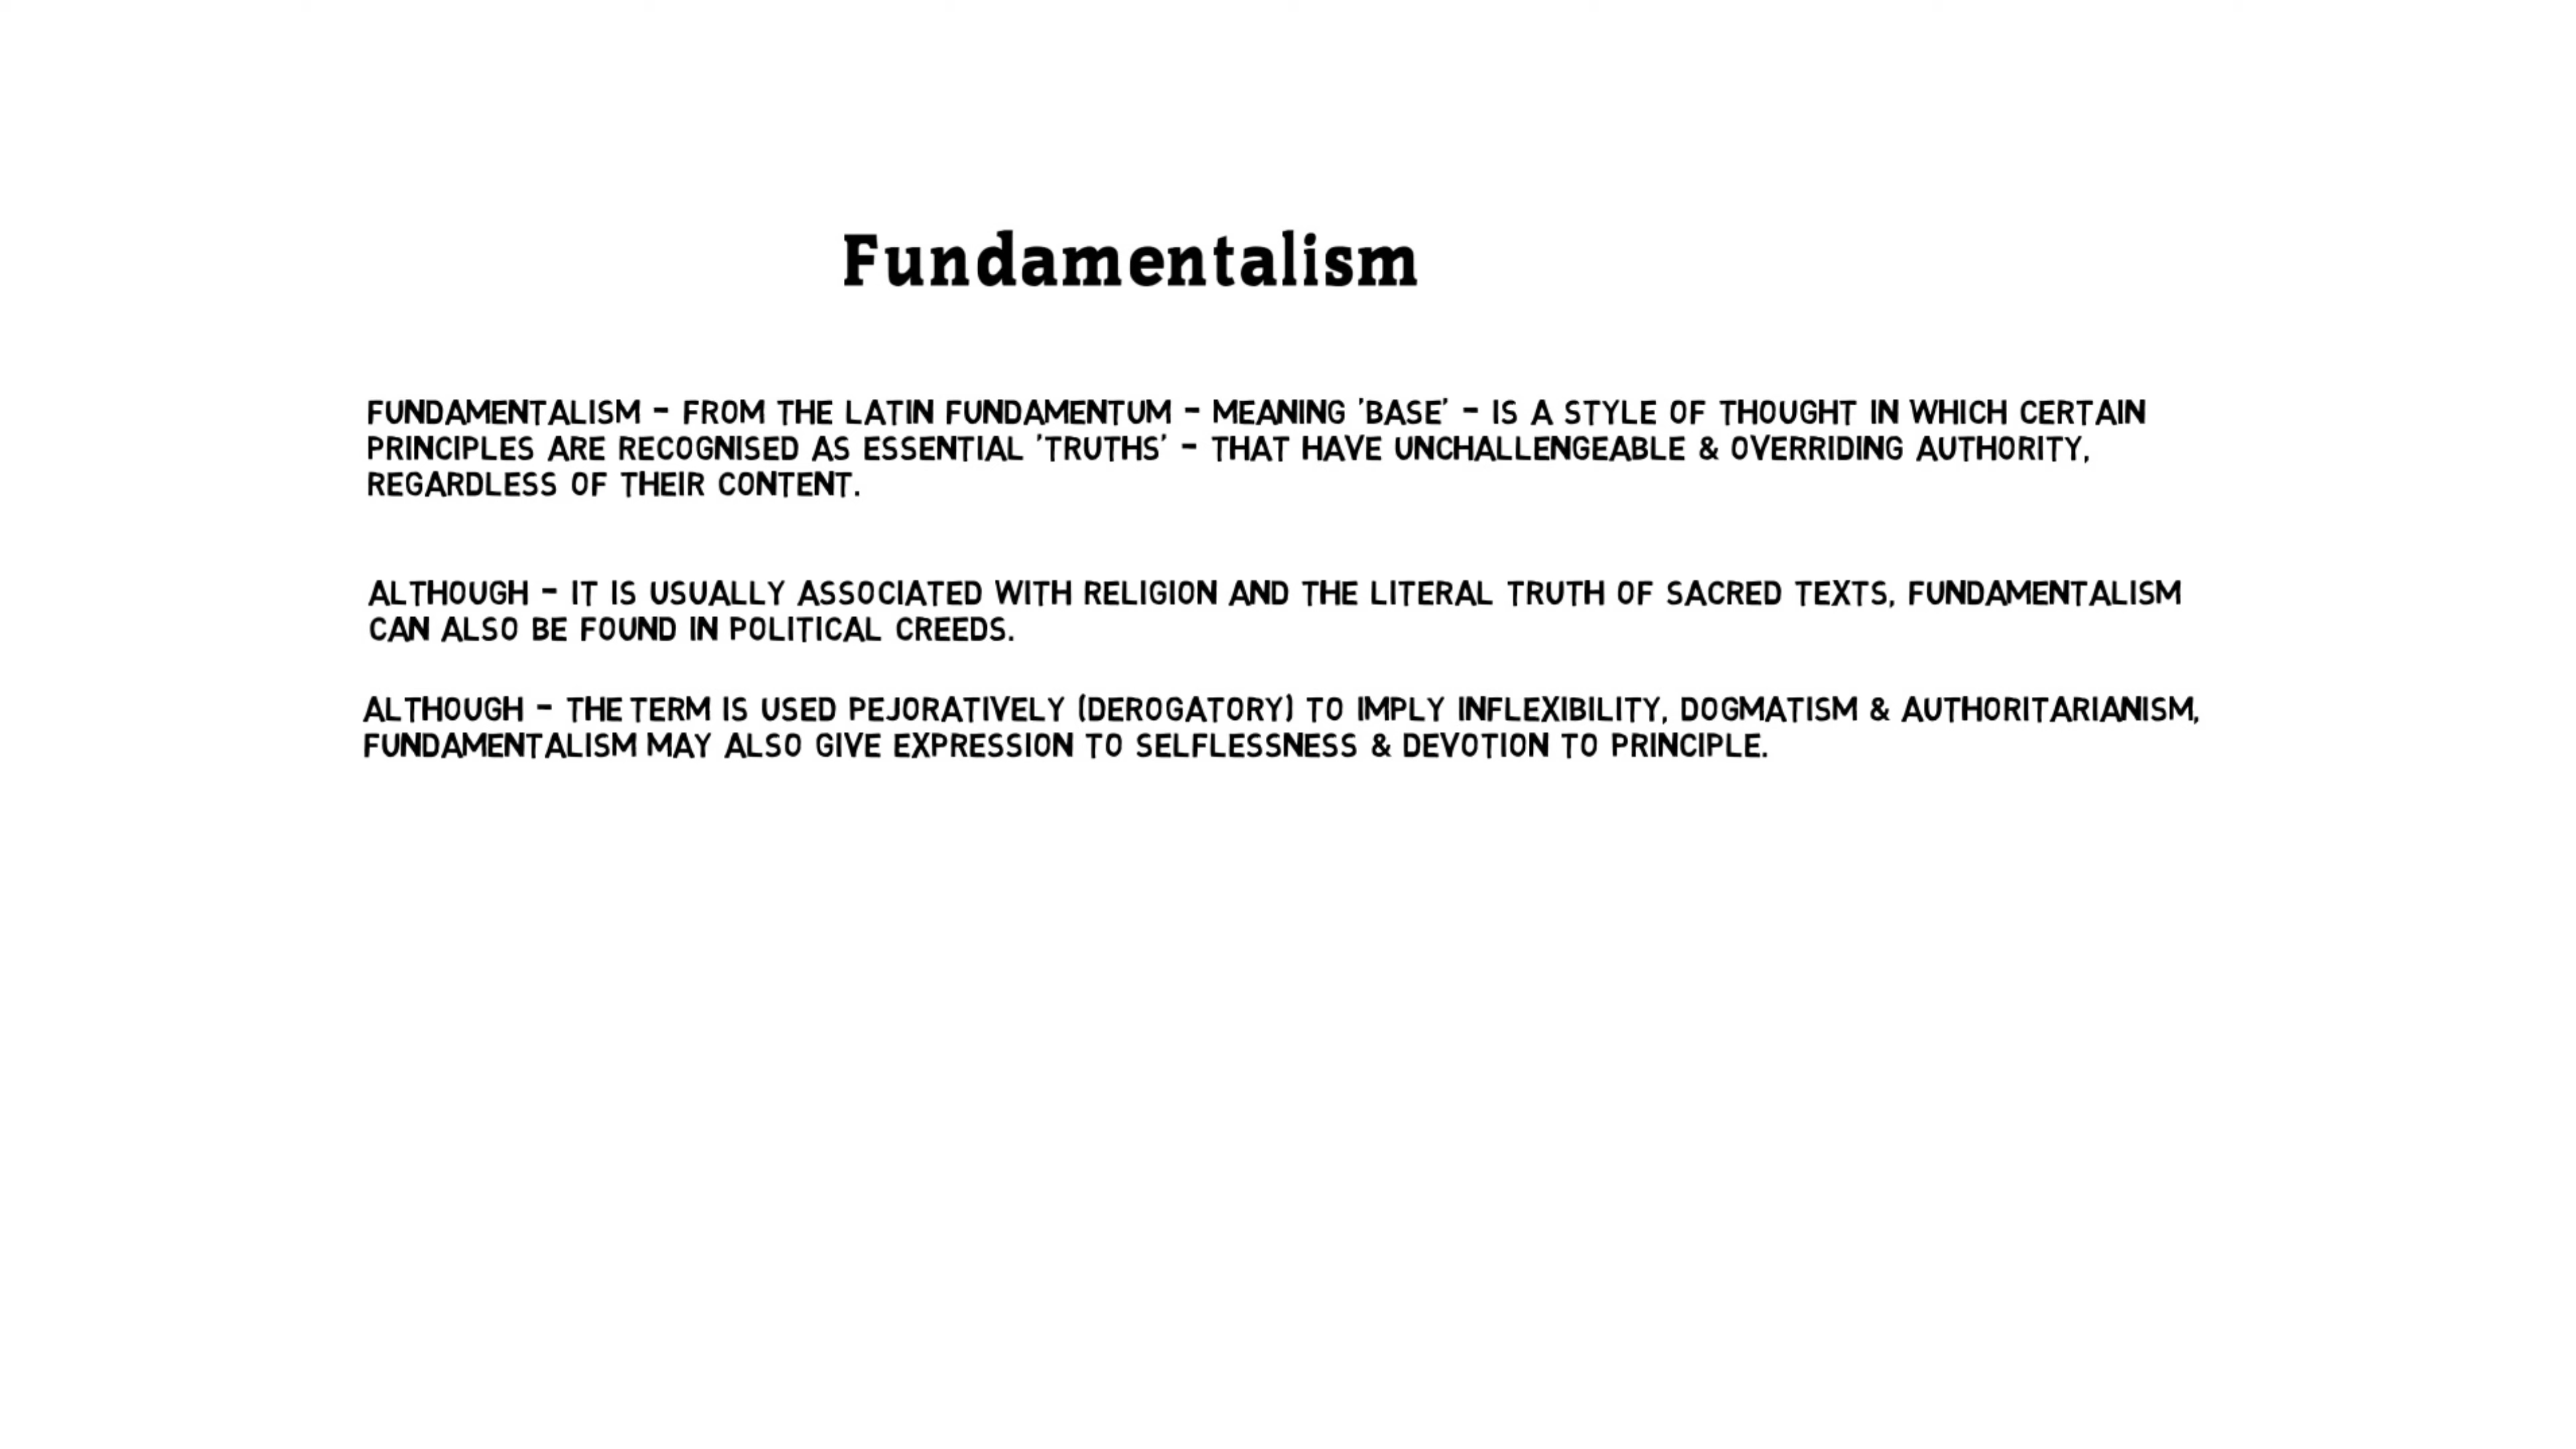 Fundamentalism
FUNDAMENTALISM - FROM THE LATIN FUNDAMENTUM - MEANING 'BASE' - IS A STYLE OF THOUGHT IN WHICH CERTAIN
PRINCIPLES ARE RECOGNISED AS ESSENTIAL 'TRUTHS' - THAT HAVE UNCHALLENGEABLE & OVERRIDING AUTHORITY,
REGARDLESS OF THEIR CONTENT.
ALTHOUGH - IT IS USUALLY ASSOCIATED WITH RELIGION AND THE LITERAL TRUTH OF SACRED TEXTS, FUNDAMENTALISM
CAN ALSO BE FOUND IN POLITICAL CREEDS.
ALTHOUGH - THE TERM IS USED PEJORATIVELY (DEROGATORY) TO IMPLY INFLEXIBILITY, DOGMATISM & AUTHORITARIANISM,
FUNDAMENTALISM MAY ALSO GIVE EXPRESSION TO SELFLESSNESS & DEVOTION TO PRINCIPLE.